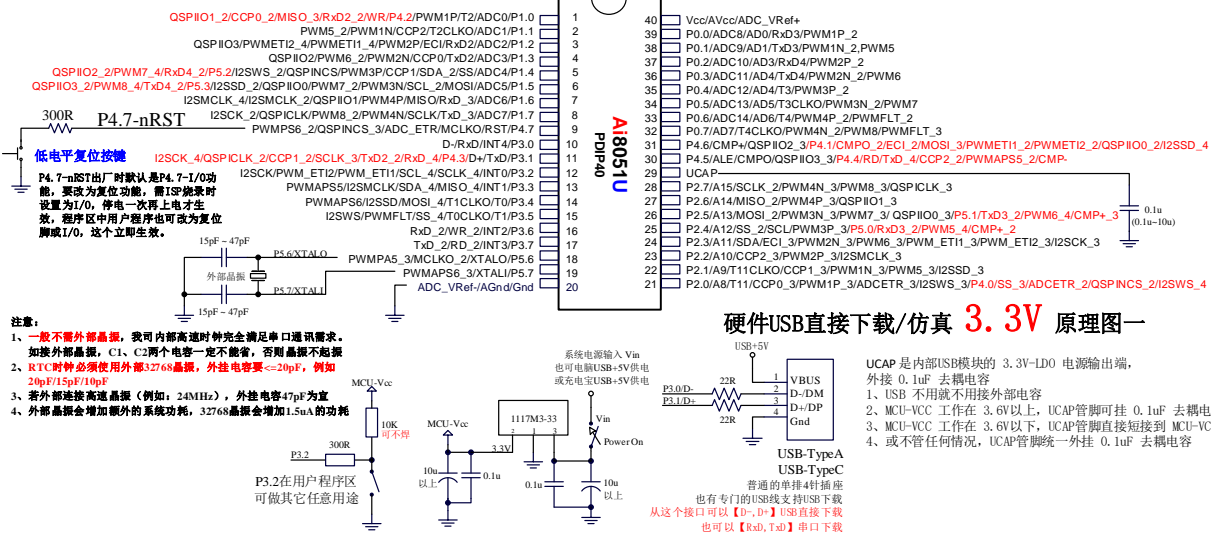 QSPIIO1_2/CCP0_2/MISO_3/RxD2_2/WR/P4.2/PWM1P/T2/ADC0/P1.0 1
PWM5_2/PWM1N/CCP2/T2CLKO/ADC1/P1.1 2
QSPIIO3/PWMETI2_4/PWMETI1_4/PWM2P/ECI/RxD2/ADC2/P1.2 3
QSPIIO2/PWM6_2/PWM2N/CCP0/TxD2/ADC3/P1.3 4
QSPIIO2_2/PWM7_4/RxD4_2/P5.2/I2SWS_2/QSPINCS/PWM3P/CCP1/SDA_2/SS/ADC4/P1.4 5
QSPIIO3_2/PWM8_4/TxD4_2/P5.3/I2SSD_2/QSPIIO0/PWM7_2/PWM3N/SCL_2/MOSI/ADC5/P1.5 6
I2SMCLK_4/I2SMCLK_2/QSPIIO1/PWM4P/MISO/RxD_3/ADC6/P1.6 7
I2SCK_2/QSPICLK/PWM8_2/PWM4N/SCLK/TxD_3/ADC7/P1.7 8
PWMPS6_2/QSPINCS_3/ADC_ETR/MCLKO/RST/P4.7 9
D-/RxD/INT4/P3.0 10
I2SCK_4/QSPICLK_2/CCP1_2/SCLK_3/TxD2_2/RxD_4/P4.3/D+/TxD/P3.1 11
I2SCK/PWM_ETI2/PWM_ETI1/SCL_4/SCLK_4/INT0/P3.2 12
PWMAPS5/I2SMCLK/SDA_4/MISO_4/INT1/P3.3 13
PWMAPS6/I2SSD/MOSI_4/T1CLKO/T0/P3.4 14
I2SWS/PWMFLT/SS_4/T0CLKO/T1/P3.5 15
RxD_2/WR_2/INT2/P3.6 16
TxD_2/RD_2/INT3/P3.7 17
PWMPA5_3/MCLKO_2/XTALO/P5.6 18
PWMAPS6_3/XTALI/P5.7 19
ADC_VRef-/AGnd/Gnd 20
Ai8051U
PDIP40
40 Vcc/AVcc/ADC_VRef+
39 P0.0/ADC8/AD0/RxD3/PWM1P_2
38 P0.1/ADC9/AD1/TxD3/PWM1N_2,PWM5
37 P0.2/ADC10/AD3/RxD4/PWM2P_2
36 P0.3/ADC11/AD4/TxD4/PWM2N_2/PWM6
35 P0.4/ADC12/AD4/T3/PWM3P_2
34 P0.5/ADC13/AD5/T3CLKO/PWM3N_2/PWM7
33 P0.6/ADC14/AD6/T4/PWM4P_2/PWMFLT_2
32 P0.7/AD7/T4CLKO/PWM4N_2/PWM8/PWMFLT_3
31 P4.6/CMP+/QSPIIO2_3/P4.1/CMPO_2/ECI_2/MOSI_3/PWMETI1_2/PWMETI2_2/QSPIIO0_2/I2SSD_4
30 P4.5/ALE/CMPO/QSPIIO3_3/P4.4/RD/TxD_4/CCP2_2/PWMAPS5_2/CMP-
29 UCAP
28 P2.7/A15/SCLK_2/PWM4N_3/PWM8_3/QSPICLK_3
27 P2.6/A14/MISO_2/PWM4P_3/QSPIIO1_3
26 P2.5/A13/MOSI_2/PWM3N_3/PWM7_3/ QSPIIO0_3/P5.1/TxD3_2/PWM6_4/CMP+_3
25 P2.4/A12/SS_2/SCL/PWM3P_3/P5.0/RxD3_2/PWM5_4/CMP+_2
24 P2.3/A11/SDA/ECI_3/PWM2N_3/PWM6_3/PWM_ETI1_3/PWM_ETI2_3/I2SCK_3
23 P2.2/A10/CCP2_3/PWM2P_3/I2SMCLK_3
22 P2.1/A9/T11CLKO/CCP1_3/PWM1N_3/PWM5_3/I2SSD_3
21 P2.0/A8/T11/CCP0_3/PWM1P_3/ADCETR_3/I2SWS_3/P4.0/SS_3/ADCETR_2/QSPINCS_2/I2SWS_4
0.1u
(0.1u~10u)
300R
P4.7-nRST
低电平复位按键
P4.7-nRST出厂时默认是P4.7-I/O功
能，要改为复位功能，需ISP烧录时
设置为I/O，停电一次再上电才生
效，程序区中用户程序也可改为复位
脚或I/O，这个立即生效。
15pF ~ 47pF
P5.6/XTALO
外部晶振
P5.7/XTALI
15pF ~ 47pF
注意：
1、一般不需外部晶振，我司内部高速时钟完全满足串口通讯需求。
如接外部晶振，C1、C2两个电容一定不能省，否则晶振不起振
2、RTC时钟必须使用外部32768晶振，外挂电容要<=20pF，例如
20pF/15pF/10pF
3、若外部连接高速晶振（例如：24MHz），外挂电容47pF为宜
4、外部晶振会增加额外的系统功耗，32768晶振会增加1.5uA的功耗
MCU-Vcc
10K
可不焊
300R
P3.2
P3.2在用户程序区
可做其它任意用途
系统电源输入 Vin
也可电脑USB+5V供电
或充电宝USB+5V供电
MCU-Vcc
1117M3-33
2 1 3
3.3V
Vin
Power On
10u
以上
0.1u
0.1u
10u
以上
硬件USB直接下载/仿真 3.3V 原理图一
USB+5V
22R
P3.0/D-
P3.1/D+
22R
1 VBUS
2 D-/DM
3 D+/DP
4 Gnd
USB-TypeA
USB-TypeC
普通的单排4针插座
也有专门的USB线支持USB下载
从这个接口可以【D-,D+】USB直接下载
也可以【RxD,TxD】串口下载
UCAP 是内部USB模块的 3.3V-LDO 电源输出端，
外接 0.1uF 去耦电容
1、USB 不用就不用接外部电容
2、MCU-VCC 工作在 3.6V以上，UCAP管脚可挂 0.1uF 去耦电
3、MCU-VCC 工作在 3.6V以下，UCAP管脚直接短接到 MCU-VC
4、或不管任何情况，UCAP管脚统一外挂 0.1uF 去耦电容